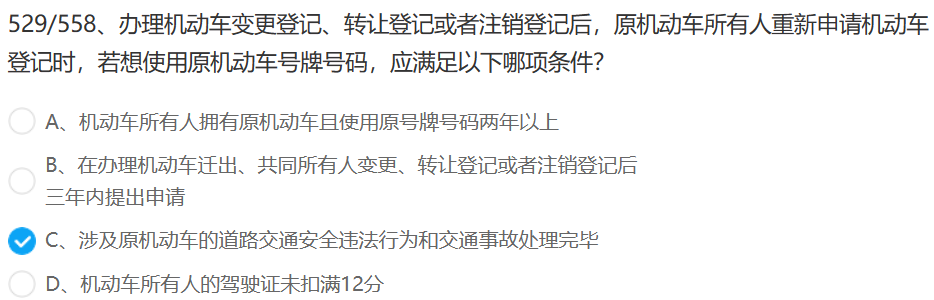 529/558、办理机动车变更登记、转让登记或者注销登记后，原机动车所有人重新申请机动车
登记时，若想使用原机动车号牌号码，应满足以下哪项条件？
A、机动车所有人拥有原机动车且使用原号牌号码两年以上
B、在办理机动车迁出、共同所有人变更、转让登记或者注销登记后
三年内提出申请
C、涉及原机动车的道路交通安全违法行为和交通事故处理完毕
D、机动车所有人的驾驶证未扣满12分